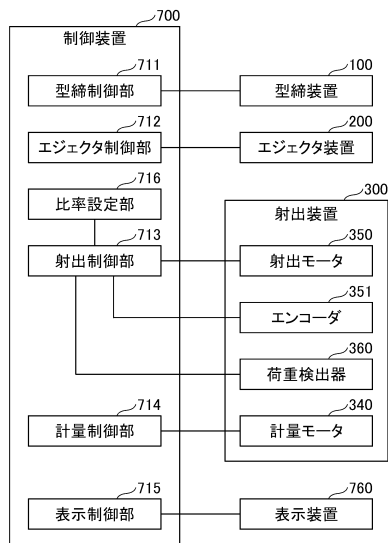 700
制御装置
711
型締制御部
100
型締装置
712
エジェクタ制御部
200
エジェクタ装置
716
比率設定部
300
射出装置
713
射出制御部
350
射出モータ
351
エンコーダ
360
荷重検出器
714
計量制御部
340
計量モータ
715
表示制御部
760
表示装置